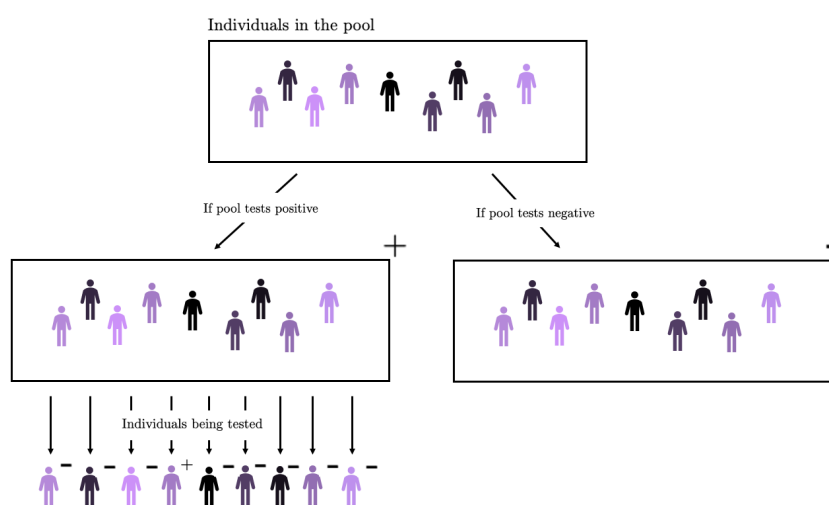 Individuals in the pool
If pool tests positive
If pool tests negative
+
Individuals being tested
− − − + − − − − −